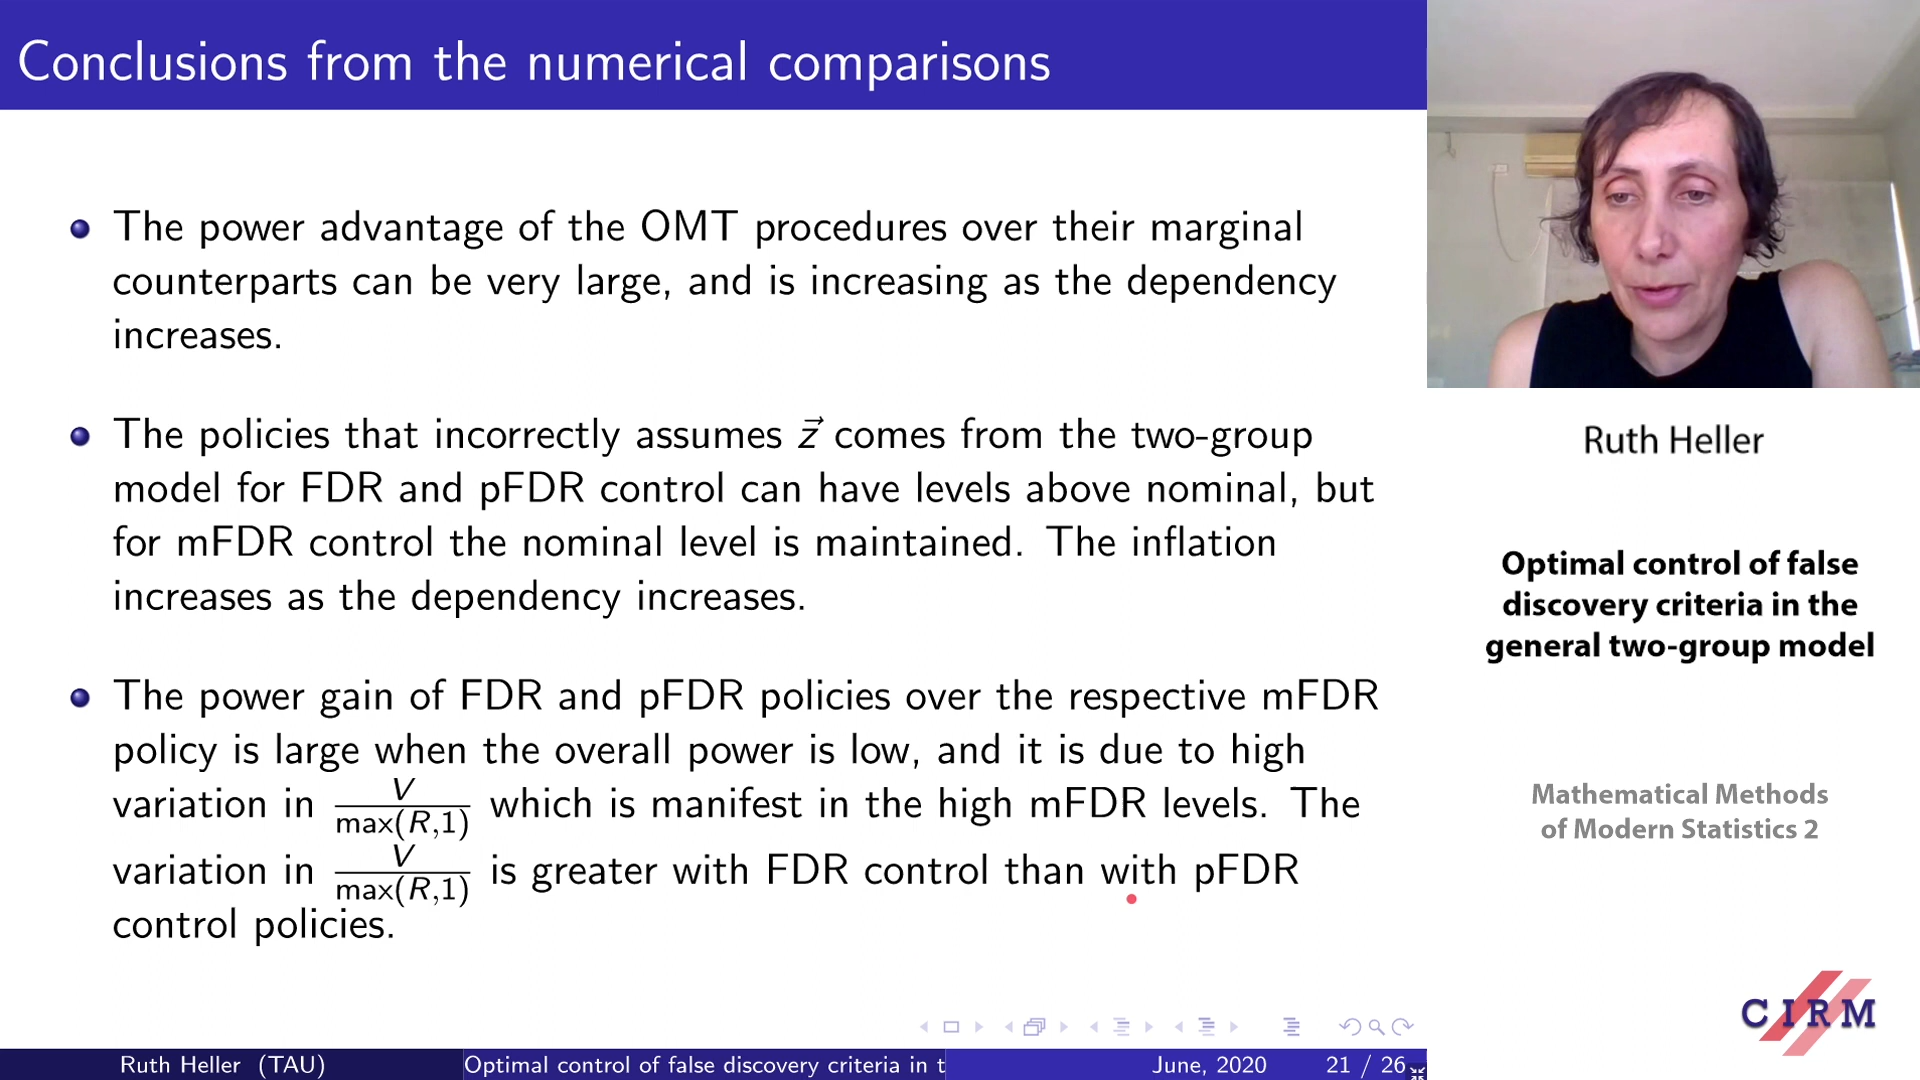 Conclusions from the numerical comparisons
The power advantage of the OMT procedures over their marginal
counterparts can be very large, and is increasing as the dependency
increases.
The policies that incorrectly assumes $\vec{z}$ comes from the two-group
model for FDR and pFDR control can have levels above nominal, but
for mFDR control the nominal level is maintained. The inflation
increases as the dependency increases.
The power gain of FDR and pFDR policies over the respective mFDR
policy is large when the overall power is low, and it is due to high
variation in $\frac{V}{\max(R,1)}$ which is manifest in the high mFDR levels. The
variation in $\frac{V}{\max(R,1)}$ is greater with FDR control than with pFDR
control policies.
Ruth Heller (TAU)
Optimal control of false discovery criteria in t
June, 2020
21 / 26
Ruth Heller
Optimal control of false
discovery criteria in the
general two-group model
Mathematical Methods
of Modern Statistics 2
CIRM